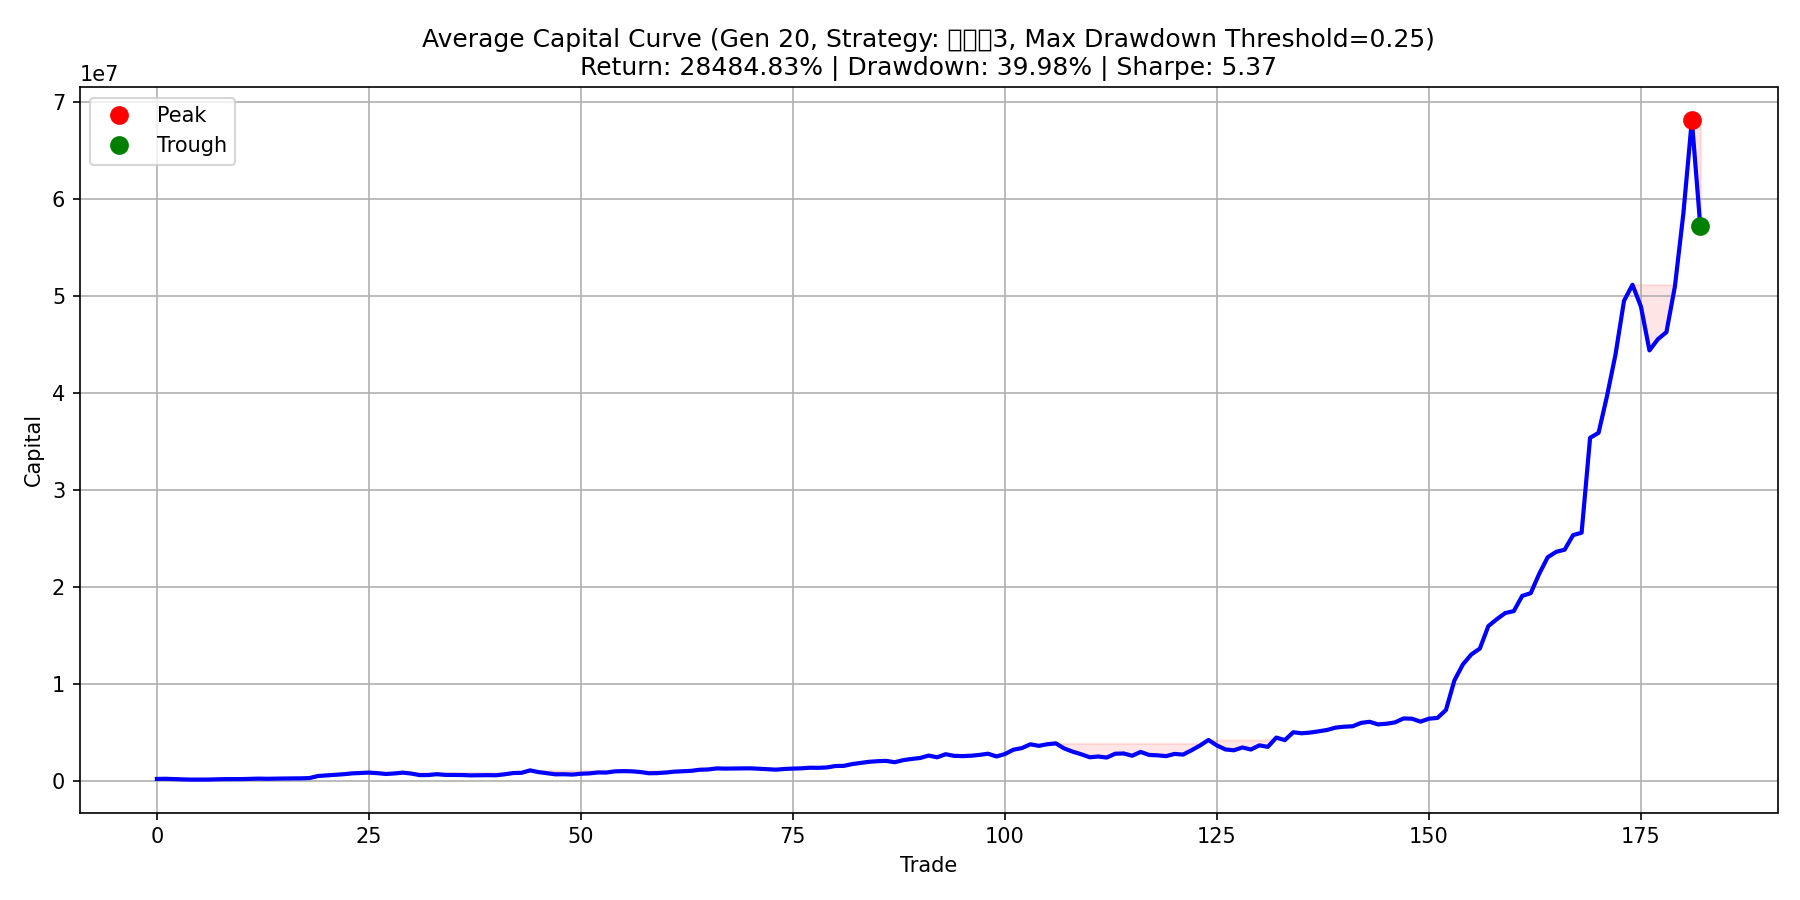 Average Capital Curve (Gen 20, Strategy: 3, Max Drawdown Threshold=0.25)
Return: 28484.83% | Drawdown: 39.98% | Sharpe: 5.37
1e7
Peak
Trough
7
6
5
4
3
2
1
0
Capital
0 25 50 75 100 125 150 175
Trade